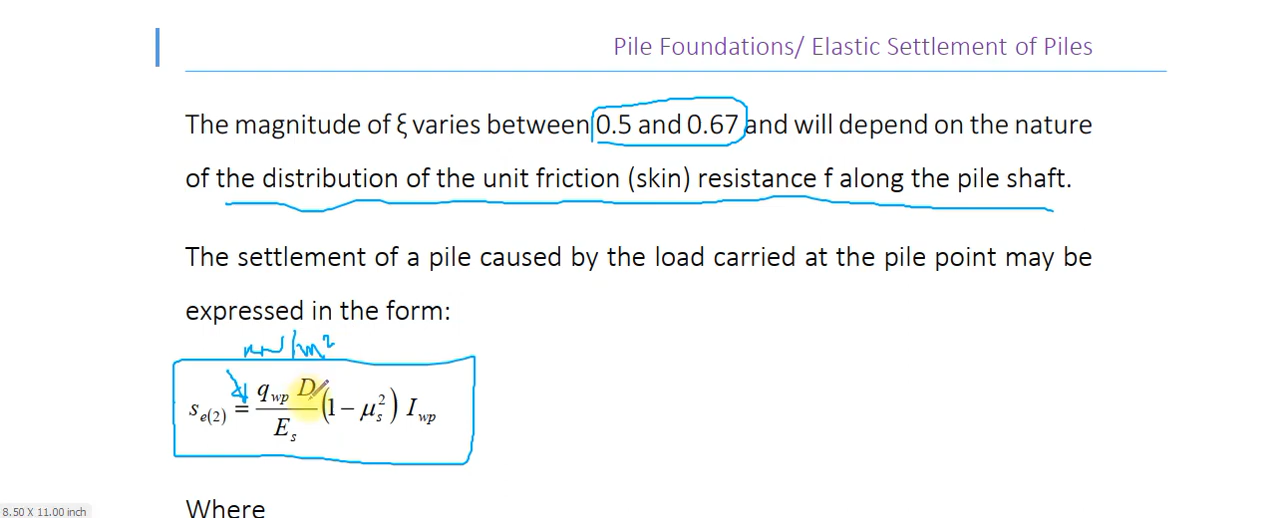 Pile Foundations/ Elastic Settlement of Piles
The magnitude of ξ varies between 0.5 and 0.67 and will depend on the nature
of the distribution of the unit friction (skin) resistance f along the pile shaft.
The settlement of a pile caused by the load carried at the pile point may be
expressed in the form:
kN/m²
s_e(2) = (q_wp D / E_s) (1 − μ_s²) I_wp
8.50 X 11.00 inch
Where